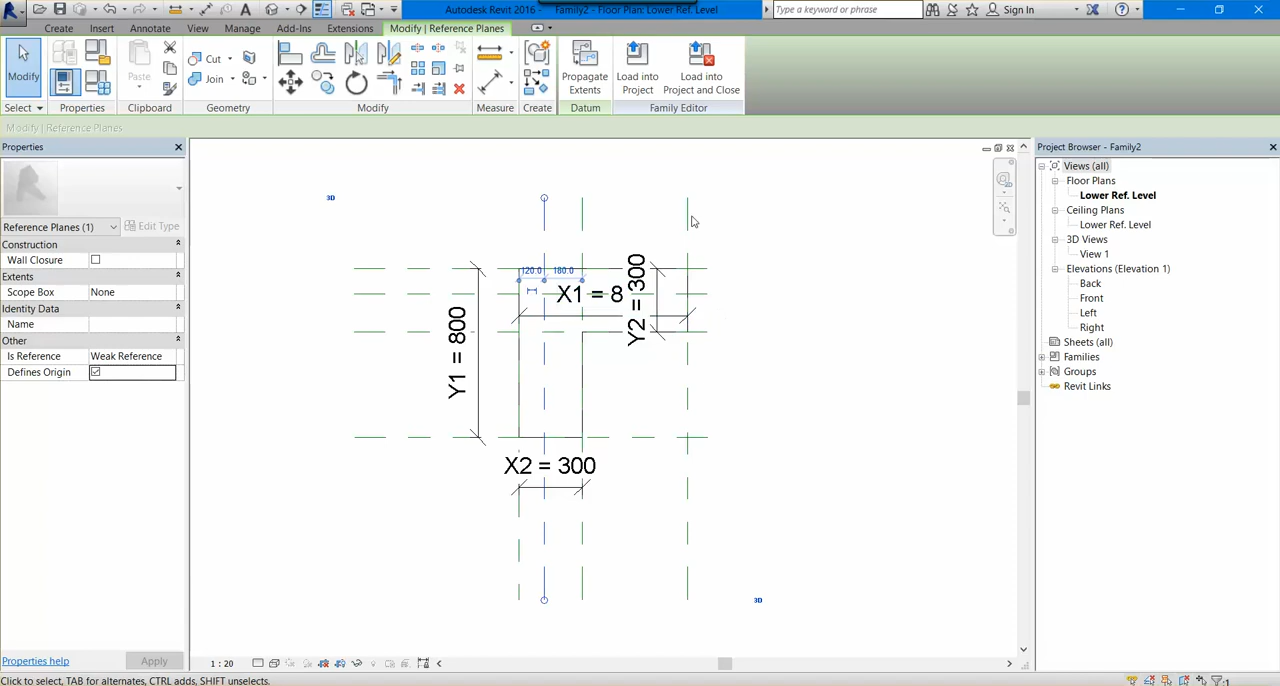 Autodesk Revit 2016 - Family2 - Floor Plan: Lower Ref. Level
Type a keyword or phrase
Sign In
Create Insert Annotate View Manage Add-Ins Extensions Modify | Reference Planes
Modify
Paste
Cut
Join
Propagate Extents
Load into Project
Load into Project and Close
Select Properties Clipboard Geometry Modify Measure Create Datum Family Editor
Modify | Reference Planes
Properties
Reference Planes (1)
Edit Type
Construction
Wall Closure
Extents
Scope Box None
Identity Data
Name
Other
Is Reference Weak Reference
Defines Origin
Properties help
Apply
3D
120.0 180.0
X1 = 8
Y2 = 300
Y1 = 800
X2 = 300
3D
1 : 20
Project Browser - Family2
Views (all)
Floor Plans
Lower Ref. Level
Ceiling Plans
Lower Ref. Level
3D Views
View 1
Elevations (Elevation 1)
Back
Front
Left
Right
Sheets (all)
Families
Groups
Revit Links
Click to select, TAB for alternates, CTRL adds, SHIFT unselects.
:1